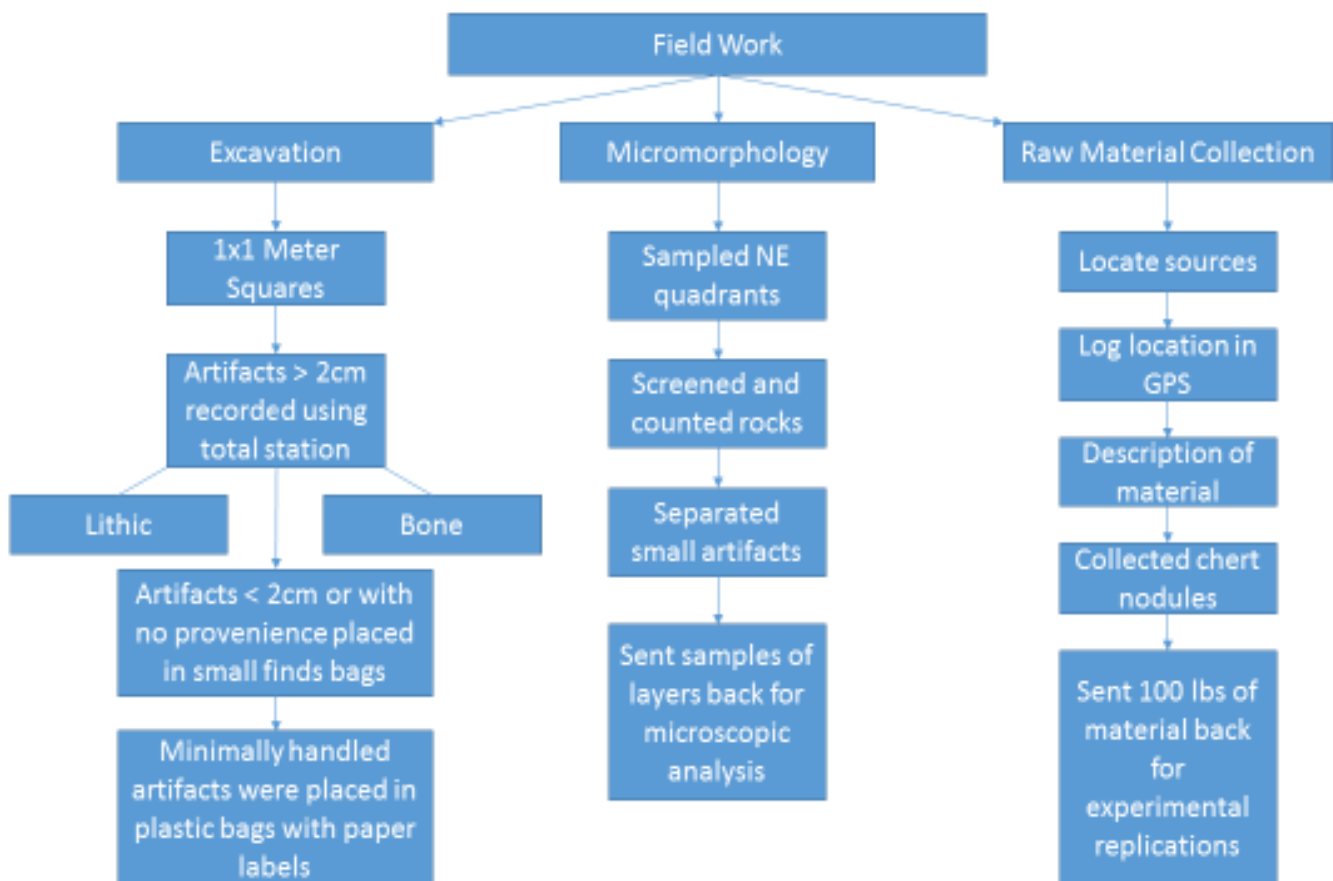 Field Work
Excavation
1x1 Meter
Squares
Artifacts > 2cm
recorded using
total station
Lithic
Bone
Artifacts < 2cm or with
no provenience placed
in small finds bags
Minimally handled
artifacts were placed in
plastic bags with paper
labels
Micromorphology
Sampled NE
quadrants
Screened and
counted rocks
Separated
small artifacts
Sent samples of
layers back for
microscopic
analysis
Raw Material Collection
Locate sources
Log location in
GPS
Description of
material
Collected chert
nodules
Sent 100 lbs of
material back
for
experimental
replications